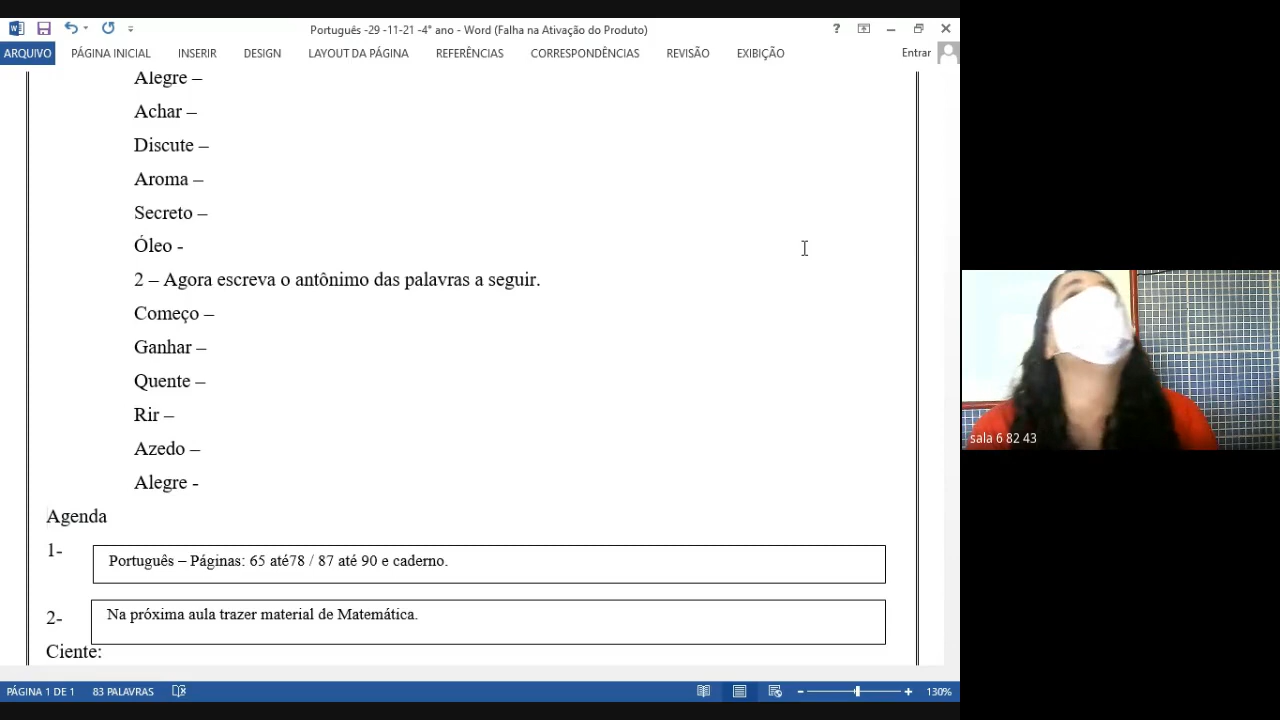 Português -29 -11-21 -4° ano - Word (Falha na Ativação do Produto)
?
ARQUIVO PÁGINA INICIAL INSERIR DESIGN LAYOUT DA PÁGINA REFERÊNCIAS CORRESPONDÊNCIAS REVISÃO EXIBIÇÃO Entrar
Alegre –
Achar –
Discute –
Aroma –
Secreto –
Óleo -
2 – Agora escreva o antônimo das palavras a seguir.
Começo –
Ganhar –
Quente –
Rir –
Azedo –
Alegre -
Agenda
1- Português – Páginas: 65 até78 / 87 até 90 e caderno.
2- Na próxima aula trazer material de Matemática.
Ciente:
sala 6 82 43
PÁGINA 1 DE 1 83 PALAVRAS 130%